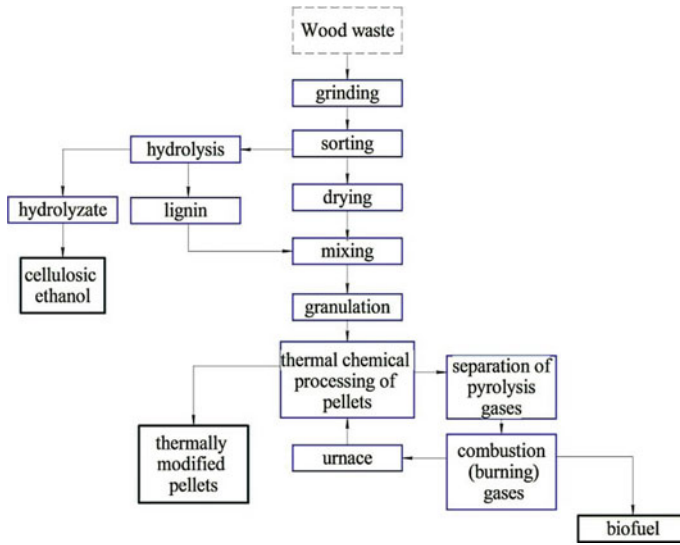 Wood waste
grinding
sorting
hydrolysis
drying
hydrolyzate
lignin
mixing
cellulosic
ethanol
granulation
thermal chemical
processing of
pellets
separation of
pyrolysis
gases
thermally
modified
pellets
urnace
combustion
(burning)
gases
biofuel